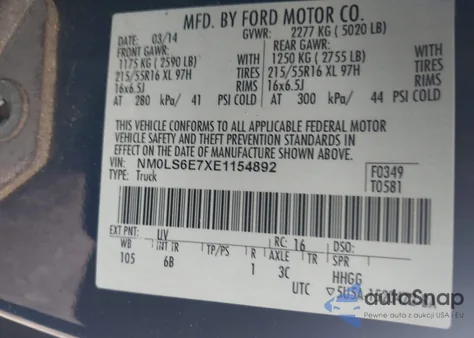 MFD. BY FORD MOTOR CO.
DATE: 03/14 GVWR: 2277 KG ( 5020 LB)
FRONT GAWR: REAR GAWR:
1175 KG ( 2590 LB) WITH 1250 KG ( 2755 LB) WITH
215/55R16 XL 97H TIRES 215/55R16 XL 97H TIRES
16x6.5J RIMS 16x6.5J RIMS
AT 280 kPa/ 41 PSI COLD AT 300 kPa/ 44 PSI COLD
THIS VEHICLE CONFORMS TO ALL APPLICABLE FEDERAL MOTOR
VEHICLE SAFETY AND THEFT PREVENTION STANDARDS IN
EFFECT ON THE DATE OF MANUFACTURE SHOWN ABOVE.
VIN: NM0LS6E7XE1154892 F0349
TYPE: Truck T0581
EXT PNT: UV RC: 16 DSO:
WB INT TR TP/PS R AXLE TR SPR
105 6B 1 3C HHGG
UTC
autoSnap
Pewne auta z aukcji USA i EU